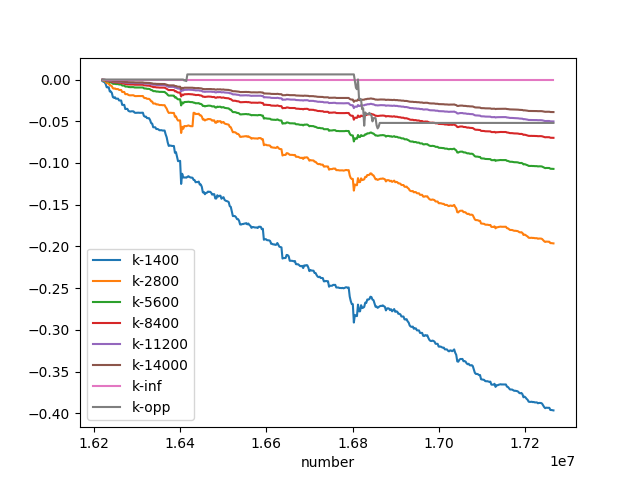 0.00
−0.05
−0.10
−0.15
−0.20
−0.25
−0.30
−0.35
−0.40
k-1400
k-2800
k-5600
k-8400
k-11200
k-14000
k-inf
k-opp
1.62 1.64 1.66 1.68 1.70 1.72
number
1e7